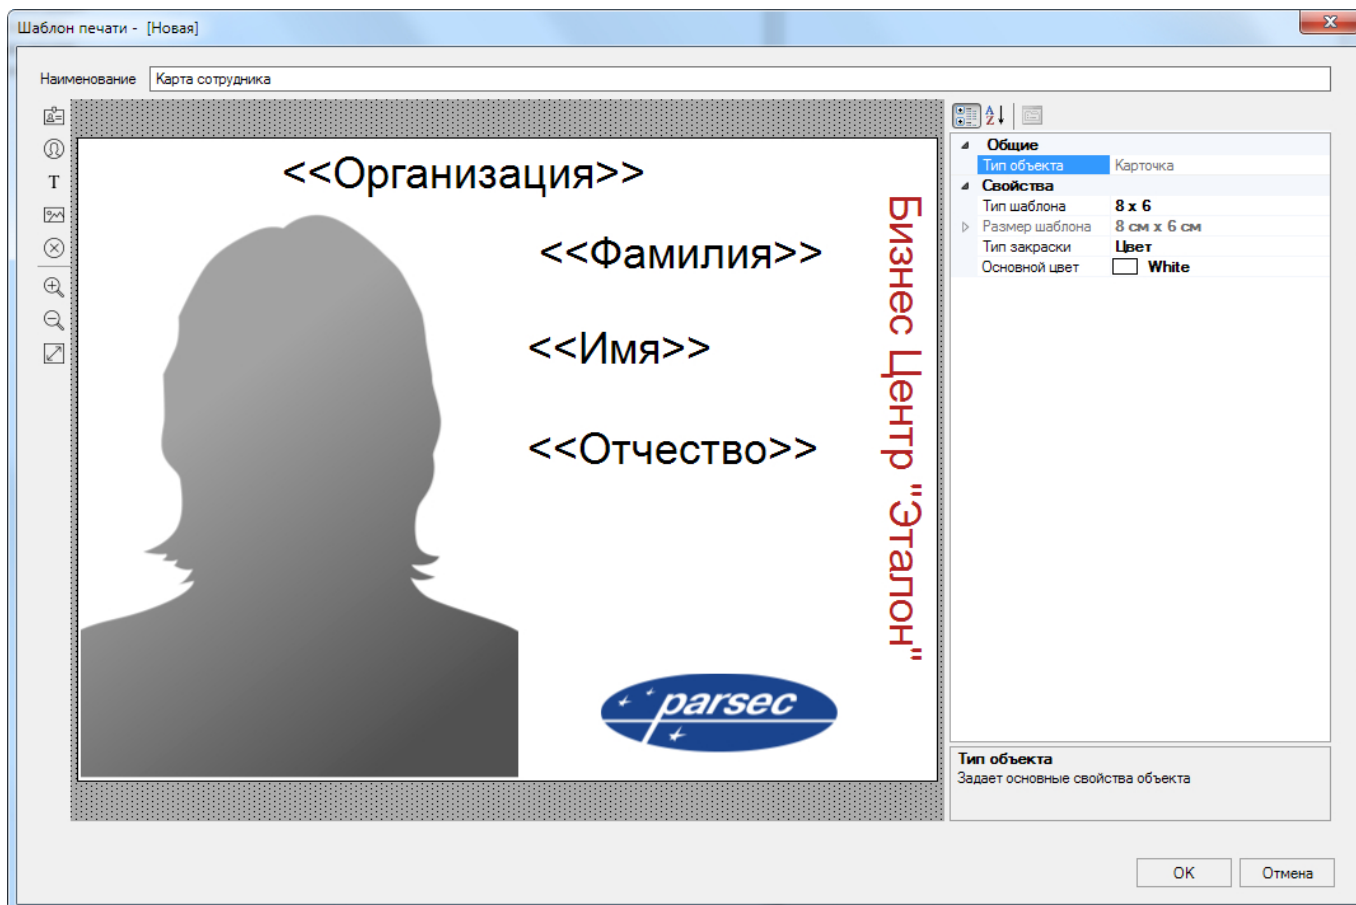 Шаблон печати - [Новая]
Наименование Карта сотрудника
<<Организация>>
<<Фамилия>>
<<Имя>>
<<Отчество>>
Бизнес Центр "Эталон"
parsec
T
A
Z
Общие
Тип объекта Карточка
Свойства
Тип шаблона 8 x 6
Размер шаблона 8 см x 6 см
Тип закраски Цвет
Основной цвет White
Тип объекта
Задает основные свойства объекта
OK Отмена